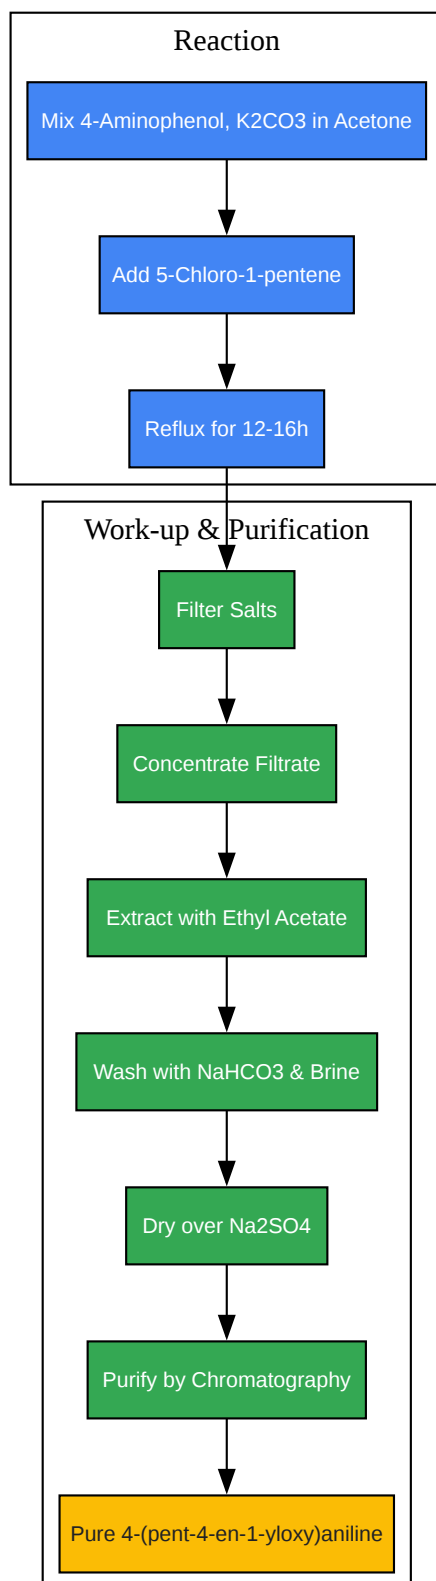 Reaction
Mix 4-Aminophenol, K2CO3 in Acetone
Add 5-Chloro-1-pentene
Reflux for 12-16h
Work-up & Purification
Filter Salts
Concentrate Filtrate
Extract with Ethyl Acetate
Wash with NaHCO3 & Brine
Dry over Na2SO4
Purify by Chromatography
Pure 4-(pent-4-en-1-yloxy)aniline